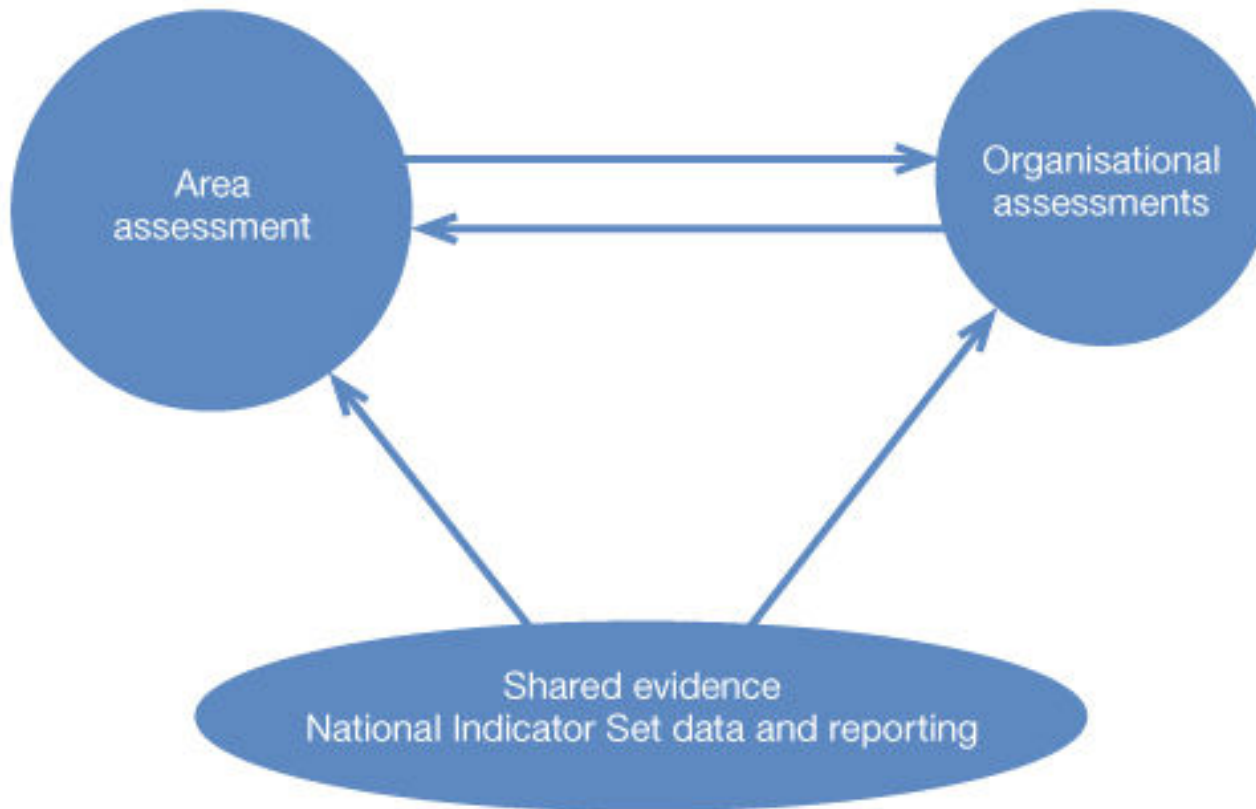 Area
assessment
Organisational
assessments
Shared evidence
National Indicator Set data and reporting